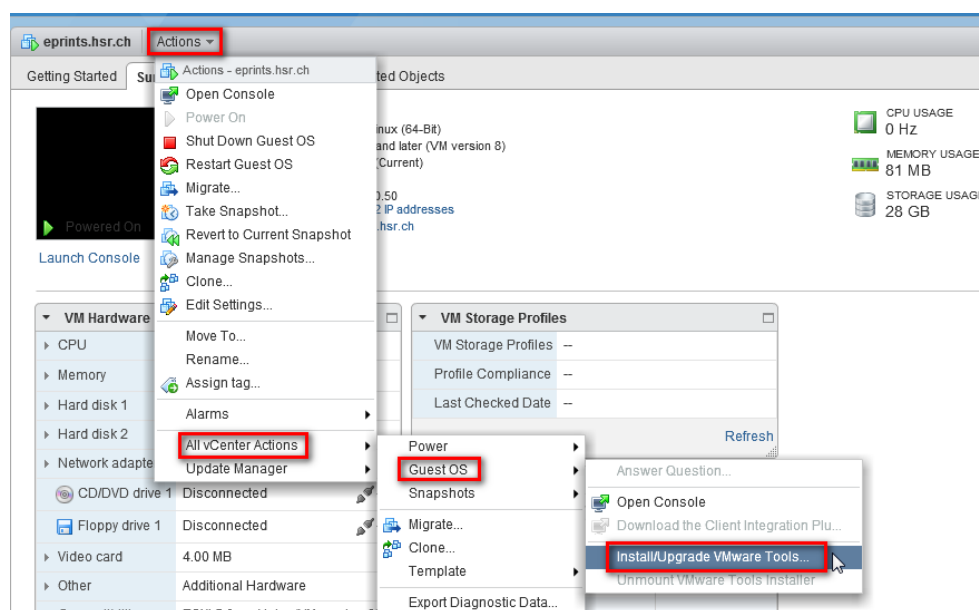 eprints.hsr.ch Actions
Getting Started Su ted Objects
Actions - eprints.hsr.ch
Open Console
Power On
Shut Down Guest OS
Restart Guest OS
Migrate...
Take Snapshot...
Revert to Current Snapshot
Manage Snapshots...
Clone...
Edit Settings...
Move To...
Rename...
Assign tag...
Alarms
All vCenter Actions
Update Manager
Powered On
Launch Console
inux (64-Bit)
and later (VM version 8)
(Current)
0.50
2 IP addresses
.hsr.ch
CPU USAGE
0 Hz
MEMORY USAGE
81 MB
STORAGE USAG
28 GB
VM Hardware
CPU
Memory
Hard disk 1
Hard disk 2
Network adapte
CD/DVD drive 1 Disconnected
Floppy drive 1 Disconnected
Video card 4.00 MB
Other Additional Hardware
VM Storage Profiles
VM Storage Profiles --
Profile Compliance --
Last Checked Date --
Refresh
Power
Guest OS
Snapshots
Migrate...
Clone...
Template
Export Diagnostic Data...
Answer Question...
Open Console
Download the Client Integration Plu...
Install/Upgrade VMware Tools...
Unmount VMware Tools Installer